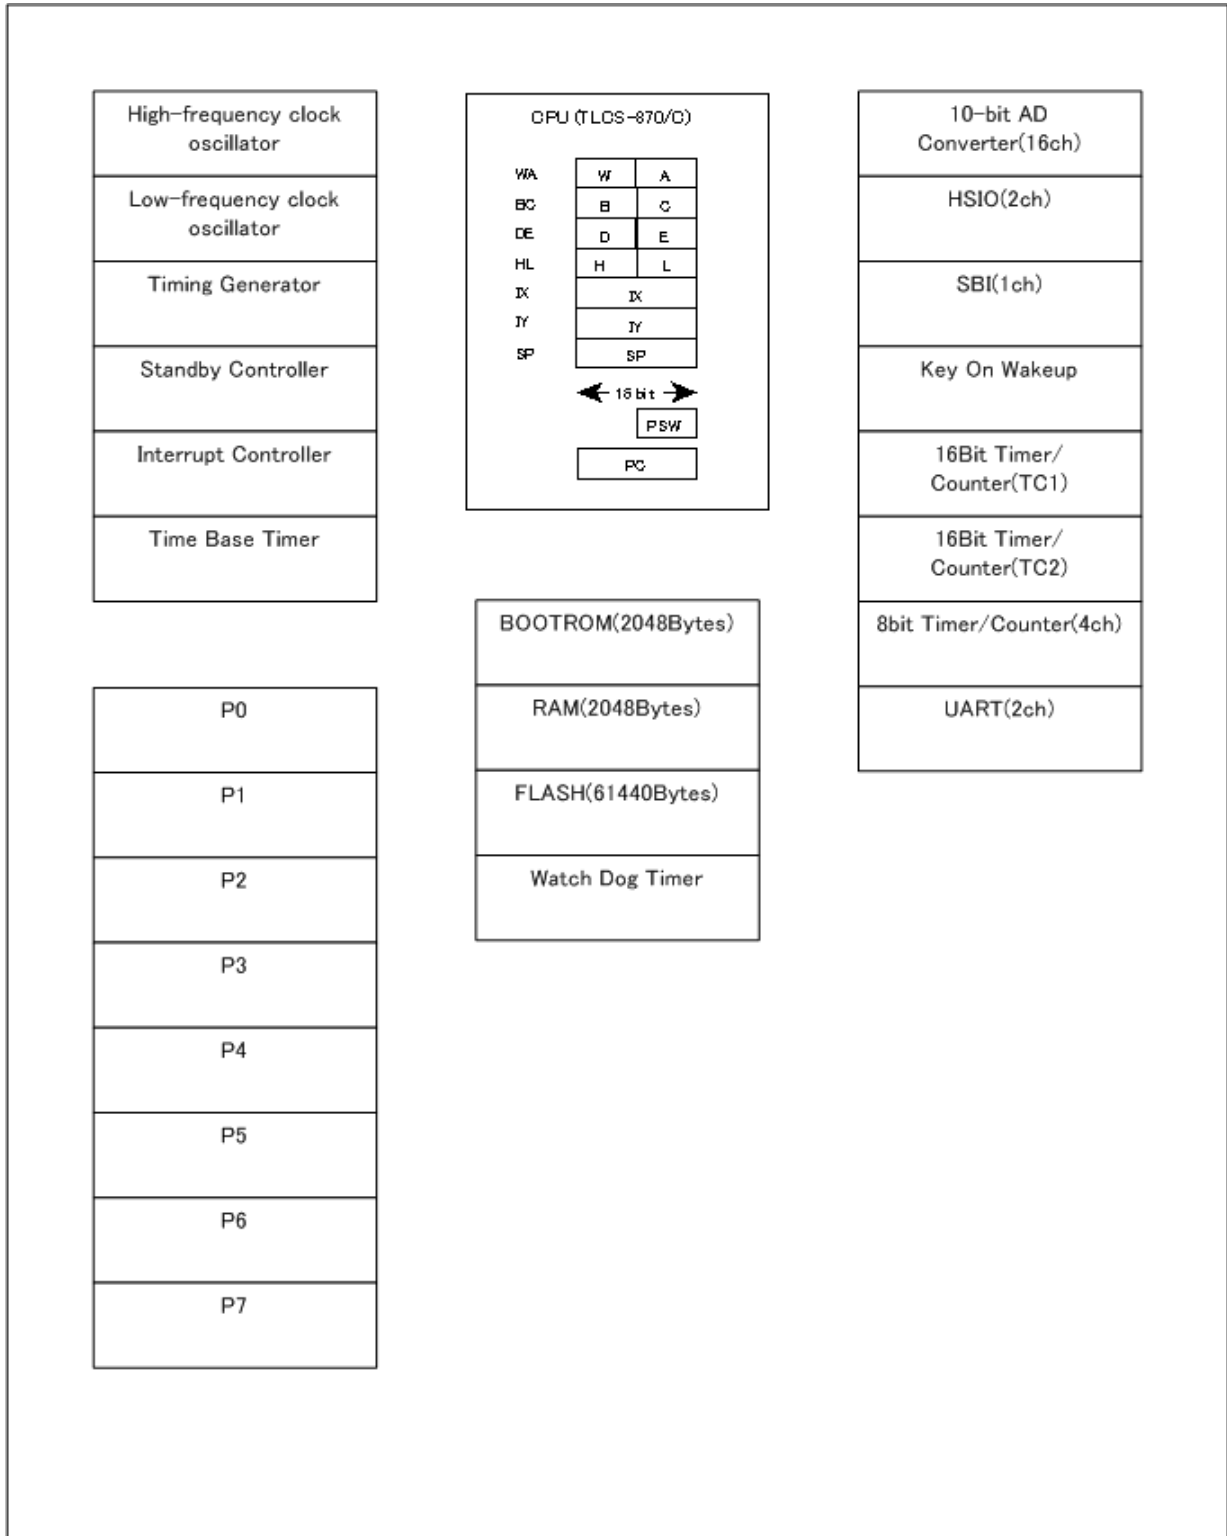 High-frequency clock
oscillator
Low-frequency clock
oscillator
Timing Generator
Standby Controller
Interrupt Controller
Time Base Timer
P0
P1
P2
P3
P4
P5
P6
P7
CPU (TLCS-870/C)
WA W A
BC B C
DE D E
HL H L
IX IX
IY IY
SP SP
16 bit
PSW
PC
BOOTROM(2048Bytes)
RAM(2048Bytes)
FLASH(61440Bytes)
Watch Dog Timer
10-bit AD
Converter(16ch)
HSIO(2ch)
SBI(1ch)
Key On Wakeup
16Bit Timer/
Counter(TC1)
16Bit Timer/
Counter(TC2)
8bit Timer/Counter(4ch)
UART(2ch)